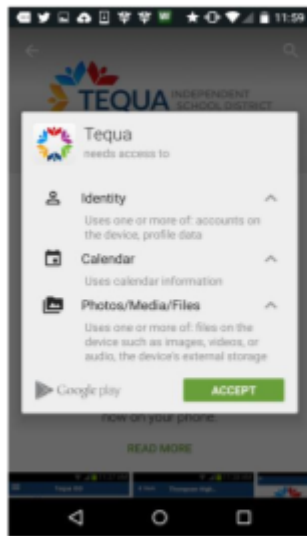 11:59
TEQUA INDEPENDENT
SCHOOL DISTRICT
Tequa
needs access to
Identity
Uses one or more of: accounts on
the device, profile data
Calendar
Uses calendar information
Photos/Media/Files
Uses one or more of: files on the
device such as images, videos, or
audio, the device's external storage
Google play
ACCEPT
now on your phone.
READ MORE